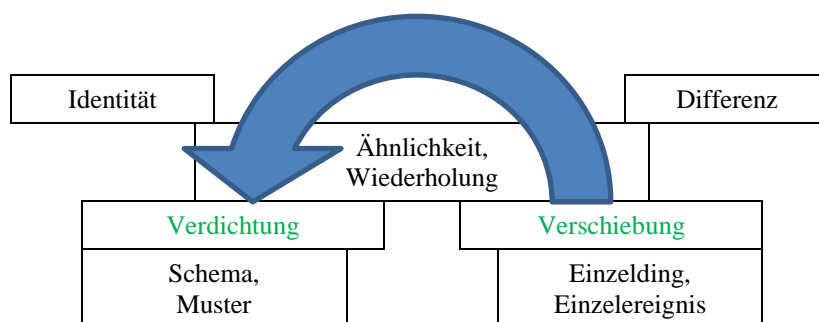 Identität
Differenz
Ähnlichkeit,
Wiederholung
Verdichtung
Verschiebung
Schema,
Muster
Einzelding,
Einzelereignis